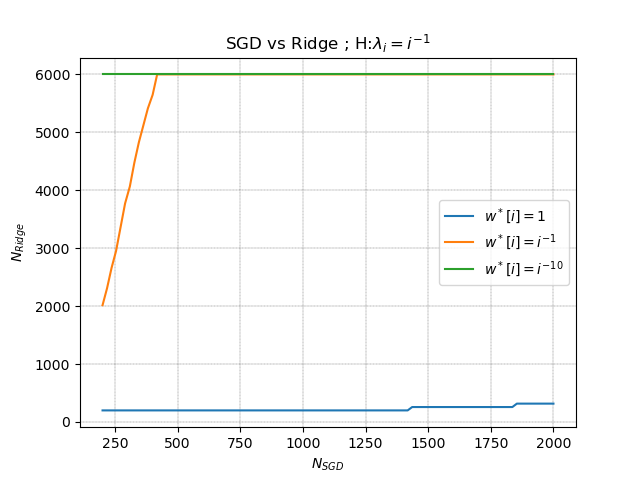 SGD vs Ridge ; H:λᵢ = i⁻¹
6000
5000
4000
3000
2000
1000
0
N_Ridge
w*[i] = 1
w*[i] = i⁻¹
w*[i] = i⁻¹⁰
250 500 750 1000 1250 1500 1750 2000
N_SGD